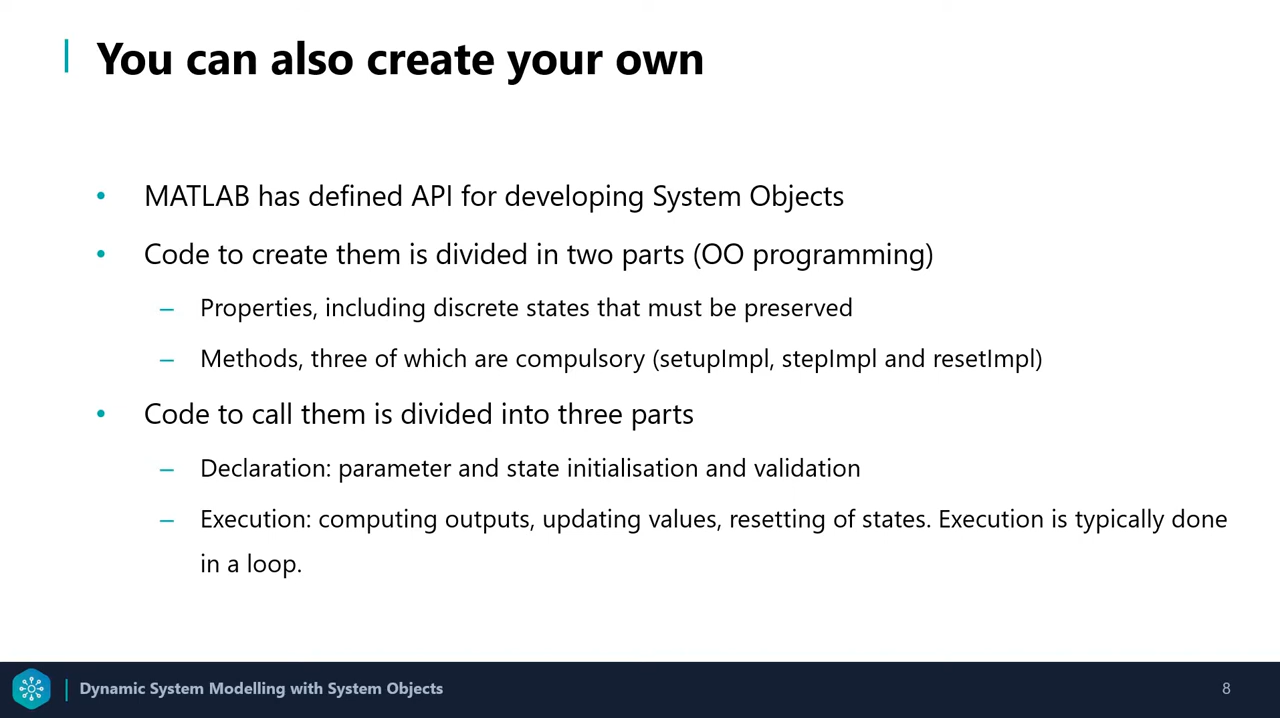 You can also create your own
• MATLAB has defined API for developing System Objects
• Code to create them is divided in two parts (OO programming)
– Properties, including discrete states that must be preserved
– Methods, three of which are compulsory (setupImpl, stepImpl and resetImpl)
• Code to call them is divided into three parts
– Declaration: parameter and state initialisation and validation
– Execution: computing outputs, updating values, resetting of states. Execution is typically done
in a loop.
Dynamic System Modelling with System Objects
8